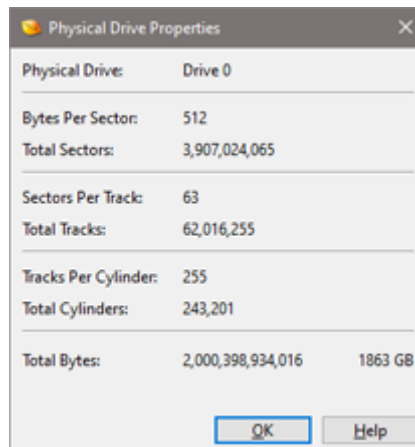 Physical Drive Properties
Physical Drive: Drive 0
Bytes Per Sector: 512
Total Sectors: 3,907,024,065
Sectors Per Track: 63
Total Tracks: 62,016,255
Tracks Per Cylinder: 255
Total Cylinders: 243,201
Total Bytes: 2,000,398,934,016 1863 GB
OK Help